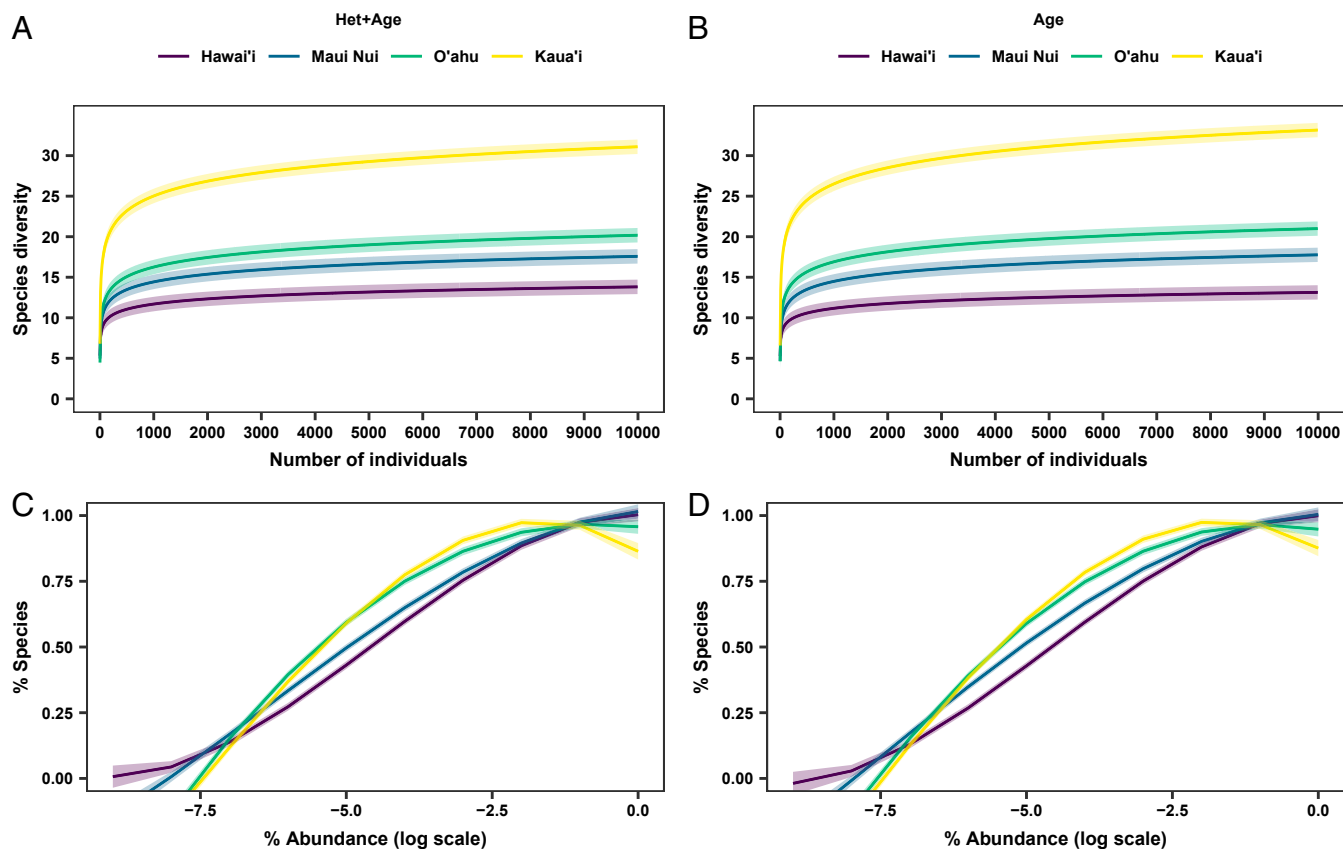 A
Het+Age
Hawai'i Maui Nui O'ahu Kaua'i
Species diversity
30
25
20
15
10
5
0
0 1000 2000 3000 4000 5000 6000 7000 8000 9000 10000
Number of individuals
B
Age
Hawai'i Maui Nui O'ahu Kaua'i
Species diversity
30
25
20
15
10
5
0
0 1000 2000 3000 4000 5000 6000 7000 8000 9000 10000
Number of individuals
C
% Species
1.00
0.75
0.50
0.25
0.00
−7.5 −5.0 −2.5 0.0
% Abundance (log scale)
D
% Species
1.00
0.75
0.50
0.25
0.00
−7.5 −5.0 −2.5 0.0
% Abundance (log scale)